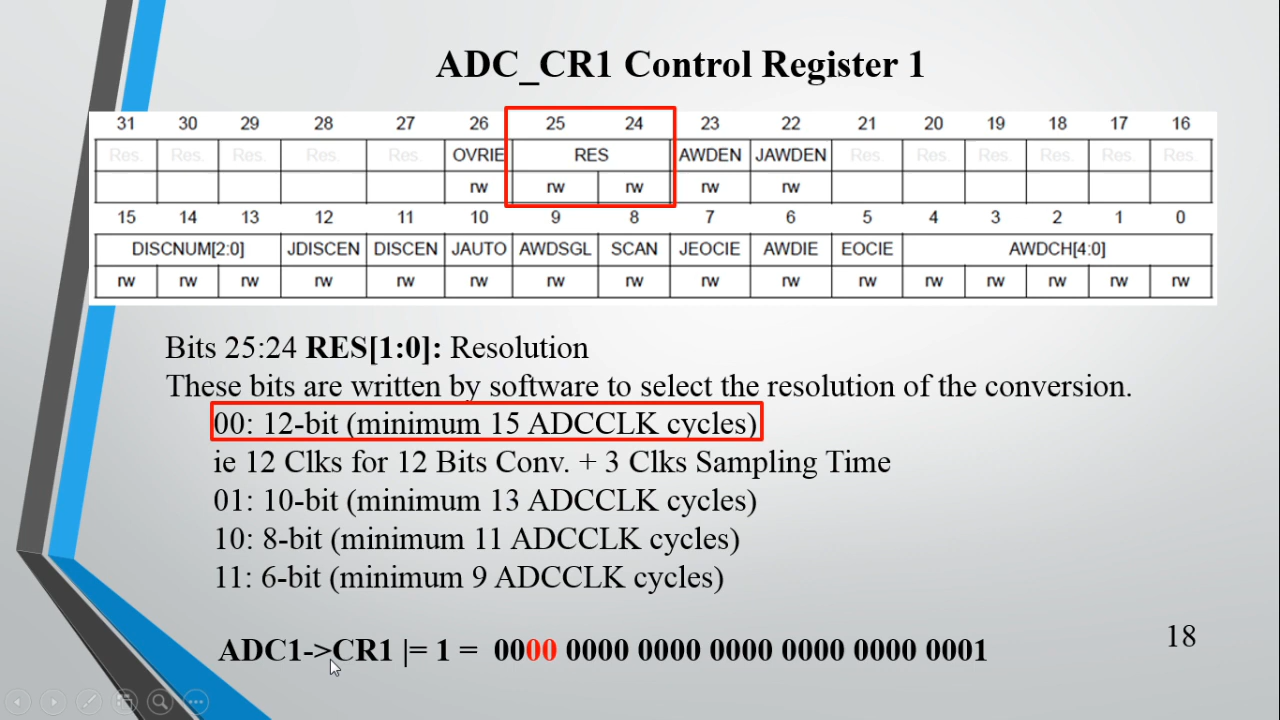 ADC_CR1 Control Register 1
31 30 29 28 27 26 25 24 23 22 21 20 19 18 17 16
Res. Res. Res. Res. Res. OVRIE RES AWDEN JAWDEN Res. Res. Res. Res. Res. Res.
rw rw rw rw rw
15 14 13 12 11 10 9 8 7 6 5 4 3 2 1 0
DISCNUM[2:0] JDISCEN DISCEN JAUTO AWDSGL SCAN JEOCIE AWDIE EOCIE AWDCH[4:0]
rw rw rw rw rw rw rw rw rw rw rw rw rw rw rw rw
Bits 25:24 RES[1:0]: Resolution
These bits are written by software to select the resolution of the conversion.
00: 12-bit (minimum 15 ADCCLK cycles)
ie 12 Clks for 12 Bits Conv. + 3 Clks Sampling Time
01: 10-bit (minimum 13 ADCCLK cycles)
10: 8-bit (minimum 11 ADCCLK cycles)
11: 6-bit (minimum 9 ADCCLK cycles)
ADC1->CR1 |= 1 = 0000 0000 0000 0000 0000 0000 0001
18